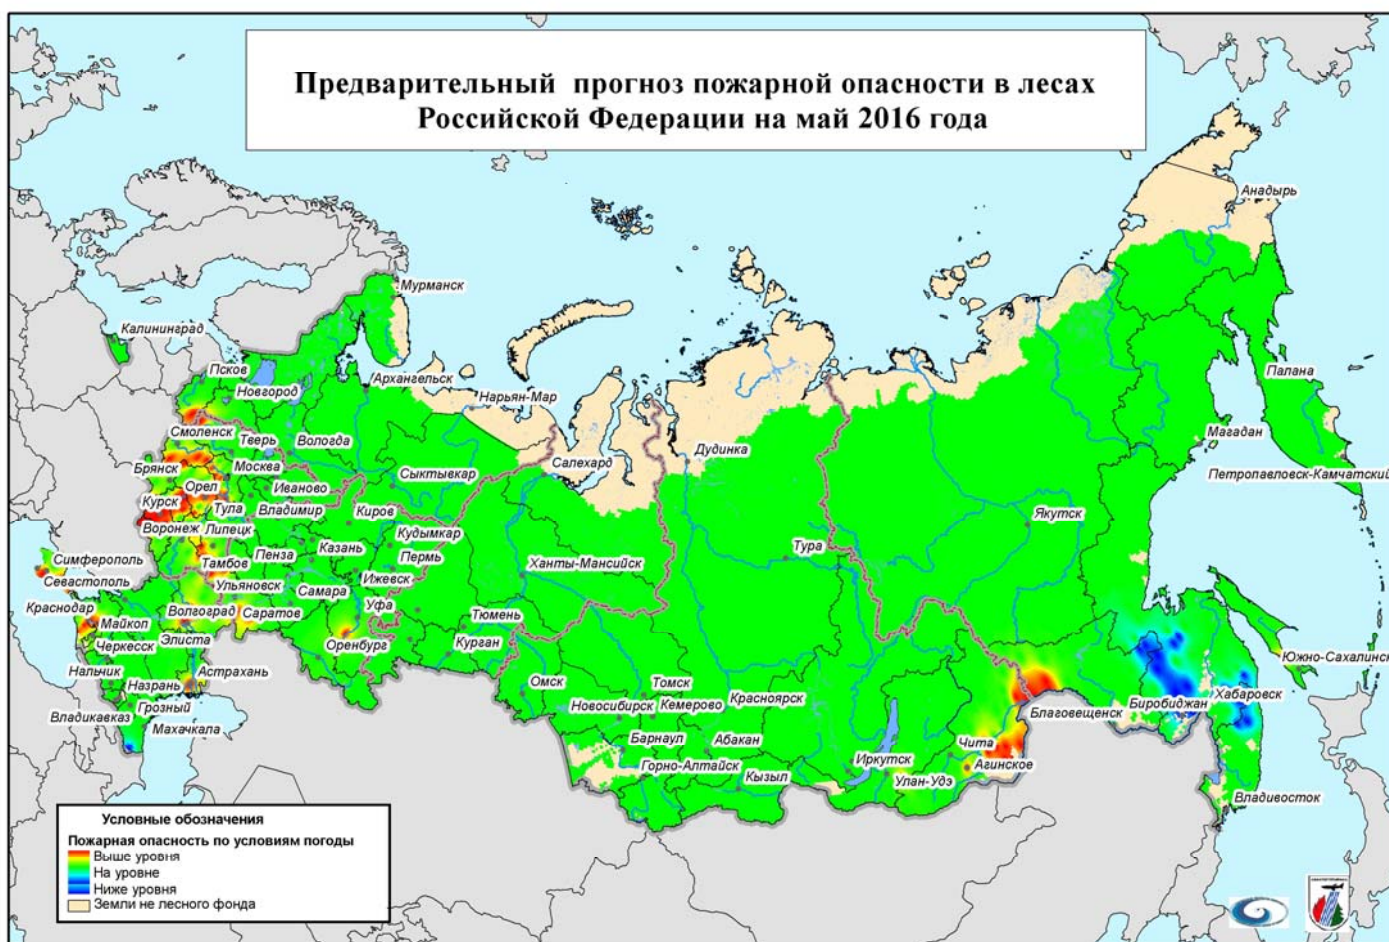 Предварительный прогноз пожарной опасности в лесах
Российской Федерации на май 2016 года
Анадырь
Мурманск
Калининград
Псков
Новгород
Архангельск
Нарьян-Мар
Палана
Смоленск
Тверь
Вологда
Магадан
Дудинка
Салехард
Брянск
Москва
Сыктывкар
Петропавловск-Камчатский
Орел
Иваново
Курск
Тула
Владимир
Киров
Якутск
Воронеж
Липецк
Кудымкар
Симферополь
Тамбов
Пенза
Казань
Пермь
Тура
Ханты-Мансийск
Севастополь
Ульяновск
Самара
Ижевск
Краснодар
Волгоград
Саратов
Уфа
Тюмень
Майкоп
Черкесск
Элиста
Оренбург
Курган
Южно-Сахалинск
Нальчик
Астрахань
Назрань
Омск
Томск
Красноярск
Хабаровск
Грозный
Новосибирск
Кемерово
Благовещенск
Биробиджан
Владикавказ
Махачкала
Барнаул
Абакан
Чита
Горно-Алтайск
Кызыл
Иркутск
Агинское
Улан-Удэ
Владивосток
Условные обозначения
Пожарная опасность по условиям погоды
Выше уровня
На уровне
Ниже уровня
Земли не лесного фонда